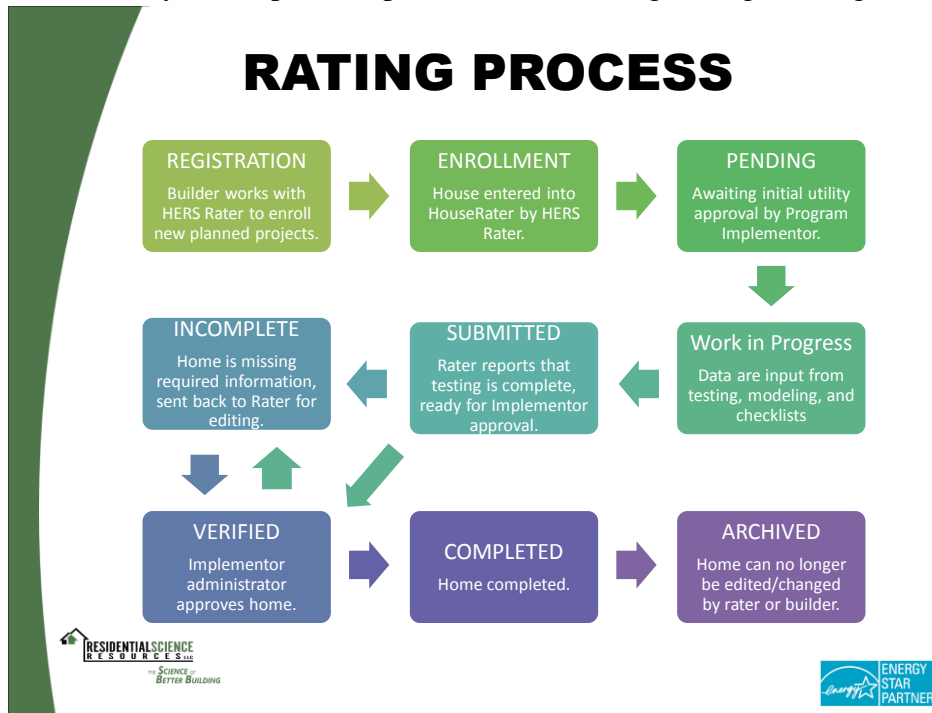 RATING PROCESS
REGISTRATION
Builder works with
HERS Rater to enroll
new planned projects.
ENROLLMENT
House entered into
HouseRater by HERS
Rater.
PENDING
Awaiting initial utility
approval by Program
Implementor.
INCOMPLETE
Home is missing
required information,
sent back to Rater for
editing.
SUBMITTED
Rater reports that
testing is complete,
ready for Implementor
approval.
Work in Progress
Data are input from
testing, modeling, and
checklists
VERIFIED
Implementor
administrator
approves home.
COMPLETED
Home completed.
ARCHIVED
Home can no longer
be edited/changed
by rater or builder.
RESIDENTIALSCIENCE
RESOURCES LLC
THE SCIENCE OF
BETTER BUILDING
energy
ENERGY
STAR
PARTNER